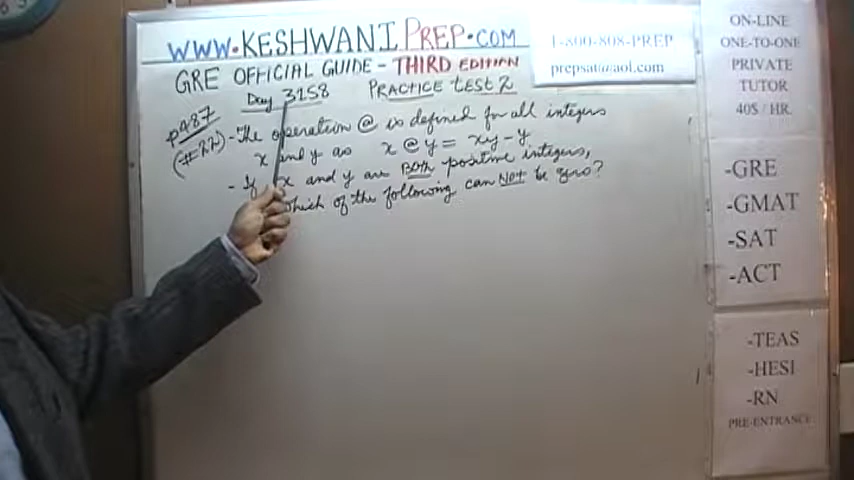 WWW.KESHWANIPREP.COM
1-800-808-PREP
prepsat@aol.com
GRE OFFICIAL GUIDE - THIRD EDITION
Day 3158 PRACTICE TEST 2
p487
(#22) - The operation @ is defined for all integers
x and y as x @ y = xy - y
- If x and y are BOTH positive integers,
which of the following can NOT be zero?
ON-LINE
ONE-TO-ONE
PRIVATE
TUTOR
40$ / HR.
-GRE
-GMAT
-SAT
-ACT
-TEAS
-HESI
-RN
PRE-ENTRANCE